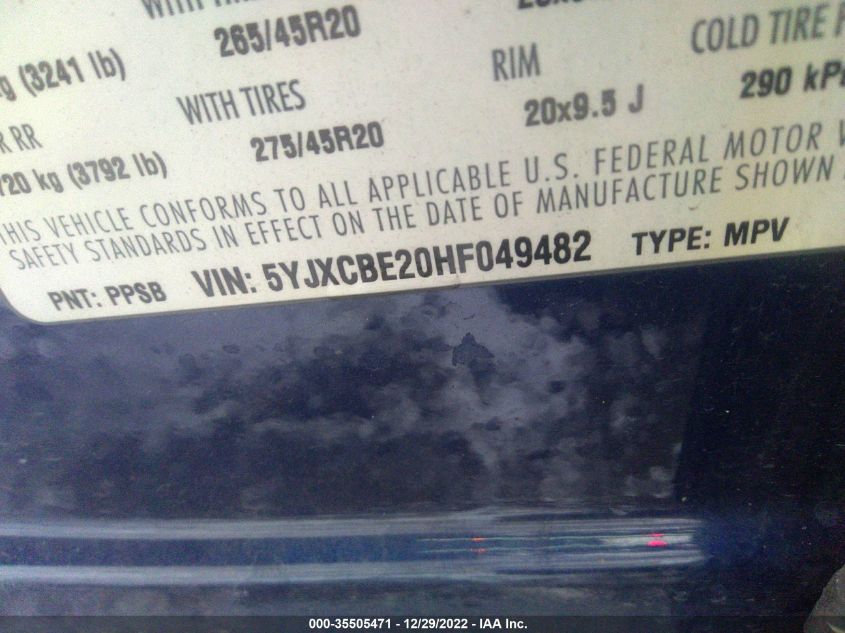 WITH
265/45R20
(3241 lb)
RIM
COLD TIRE
WITH TIRES
20x9.5 J
290 kPa
RR
275/45R20
kg (3792 lb)
THIS VEHICLE CONFORMS TO ALL APPLICABLE U.S. FEDERAL MOTOR
SAFETY STANDARDS IN EFFECT ON THE DATE OF MANUFACTURE SHOWN
PNT: PPSB VIN: 5YJXCBE20HF049482 TYPE: MPV
000-35505471 - 12/29/2022 - IAA Inc.